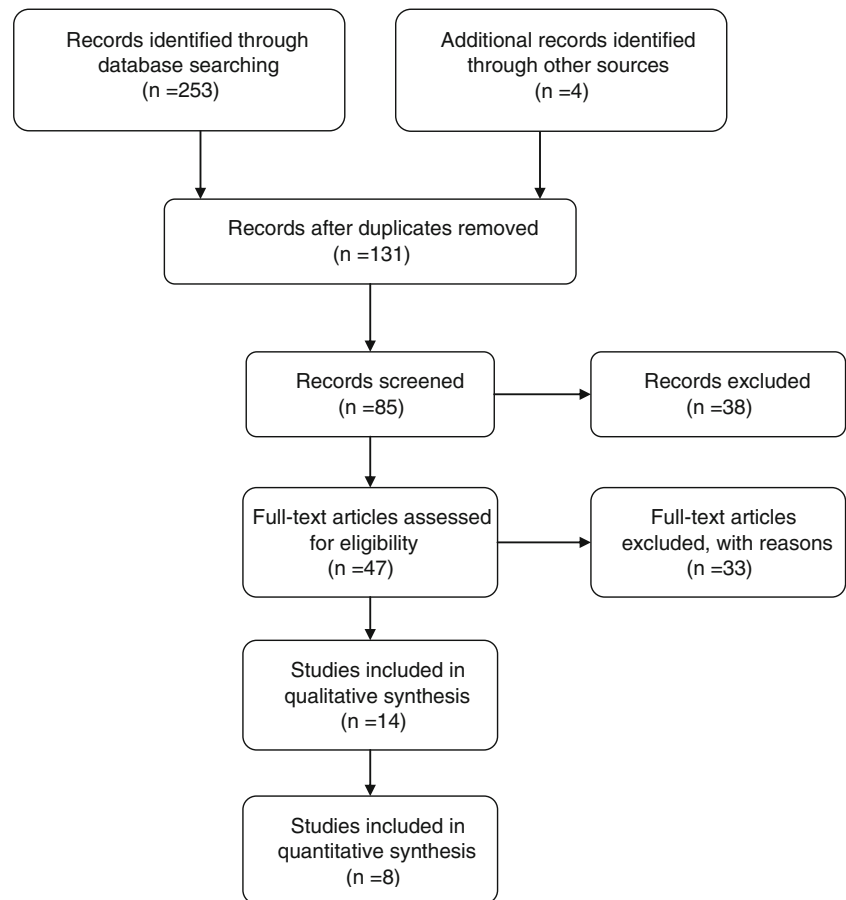 Records identified through
database searching
(n =253)
Additional records identified
through other sources
(n =4)
Records after duplicates removed
(n =131)
Records screened
(n =85)
Records excluded
(n =38)
Full-text articles assessed
for eligibility
(n =47)
Full-text articles
excluded, with reasons
(n =33)
Studies included in
qualitative synthesis
(n =14)
Studies included in
quantitative synthesis
(n =8)